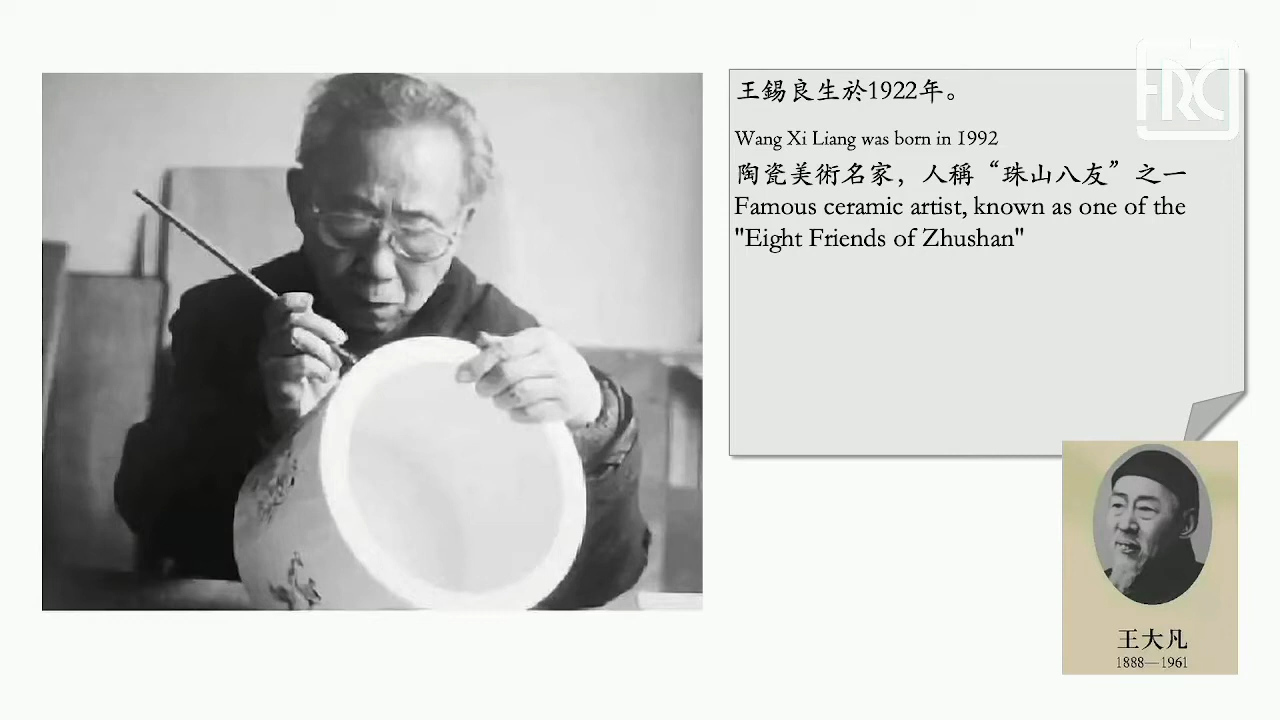 王錫良生於1922年。
Wang Xi Liang was born in 1992
陶瓷美術名家，人稱“珠山八友”之一
Famous ceramic artist, known as one of the
"Eight Friends of Zhushan"
FRC
王大凡
1888—1961